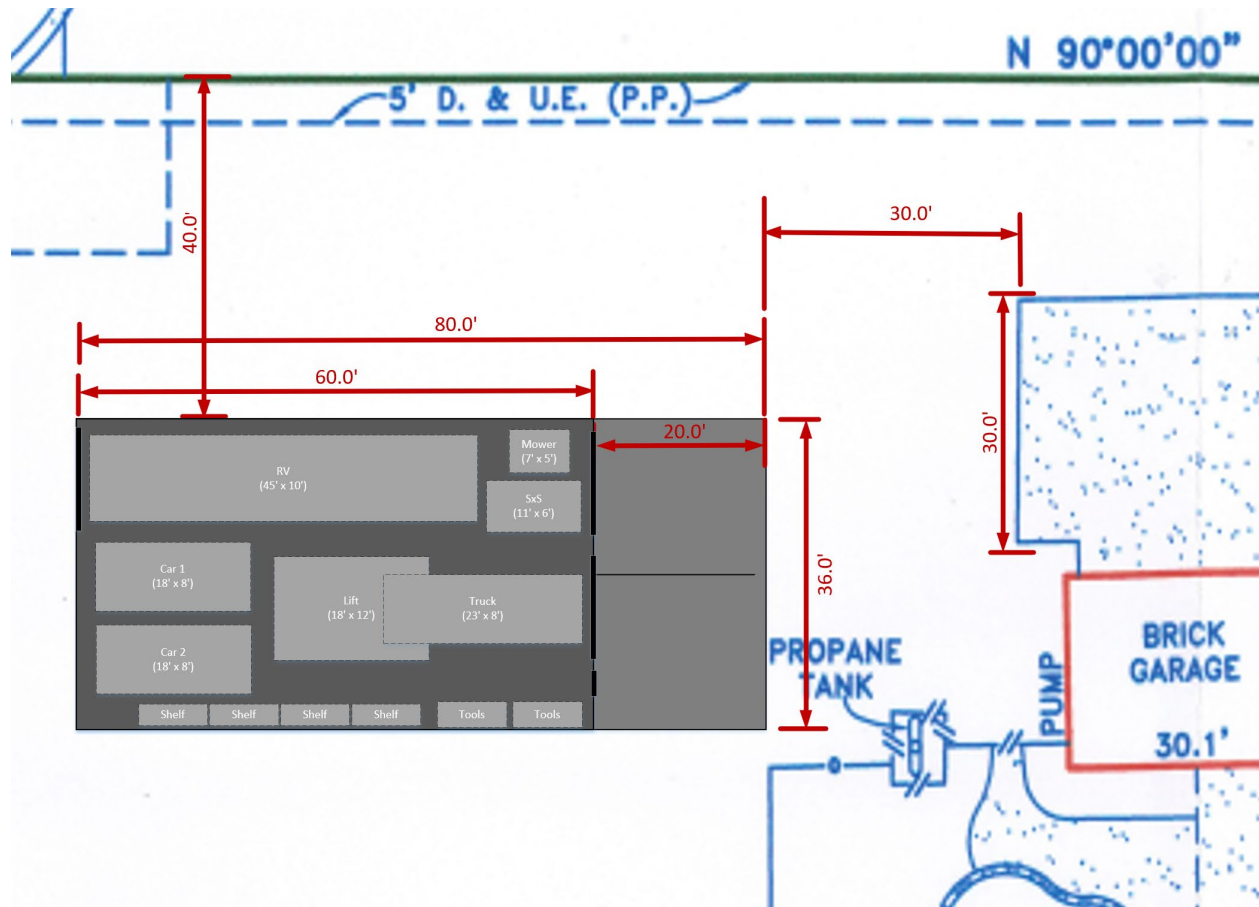 N 90°00'00"
5' D. & U.E. (P.P.)
40.0'
30.0'
80.0'
60.0'
20.0'
30.0'
36.0'
RV
(45' x 10')
Mower
(7' x 5')
SxS
(11' x 6')
Car 1
(18' x 8')
Lift
(18' x 12')
Truck
(23' x 8')
Car 2
(18' x 8')
Shelf
Shelf
Shelf
Shelf
Tools
Tools
PROPANE
TANK
PUMP
BRICK
GARAGE
30.1'